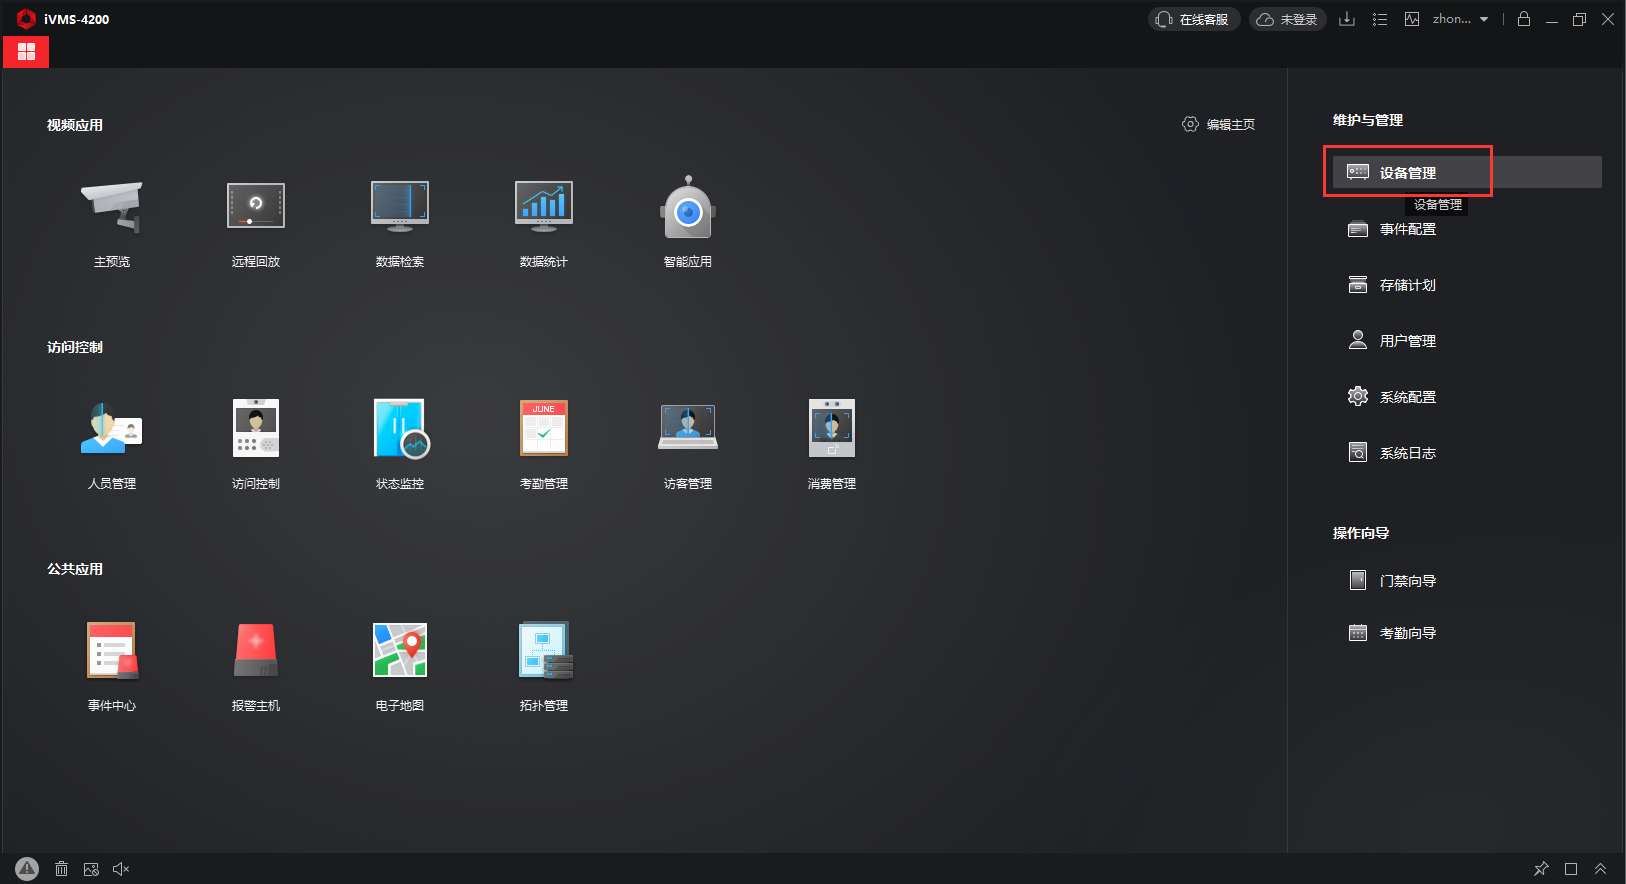 iVMS-4200
在线客服
未登录
zhon...
视频应用
编辑主页
主预览
远程回放
数据检索
数据统计
智能应用
访问控制
JUNE
人员管理
访问控制
状态监控
考勤管理
访客管理
消费管理
公共应用
事件中心
报警主机
电子地图
拓扑管理
维护与管理
设备管理
设备管理
事件配置
存储计划
用户管理
系统配置
系统日志
操作向导
门禁向导
考勤向导